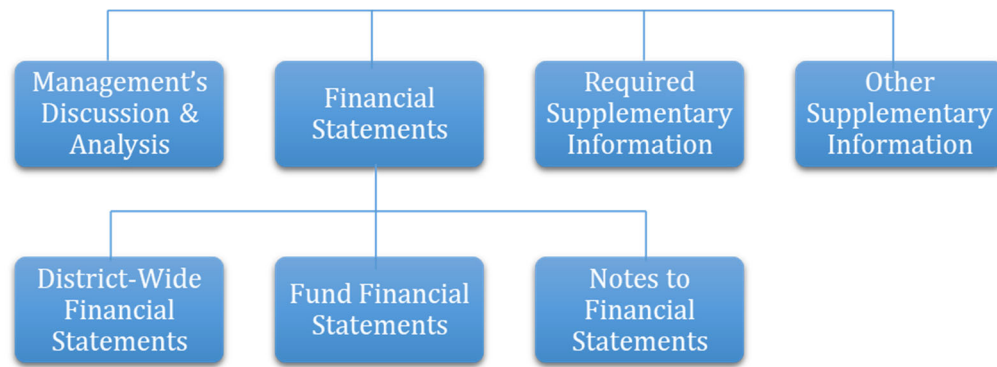 Management’s
Discussion &
Analysis
Financial
Statements
Required
Supplementary
Information
Other
Supplementary
Information
District-Wide
Financial
Statements
Fund Financial
Statements
Notes to
Financial
Statements